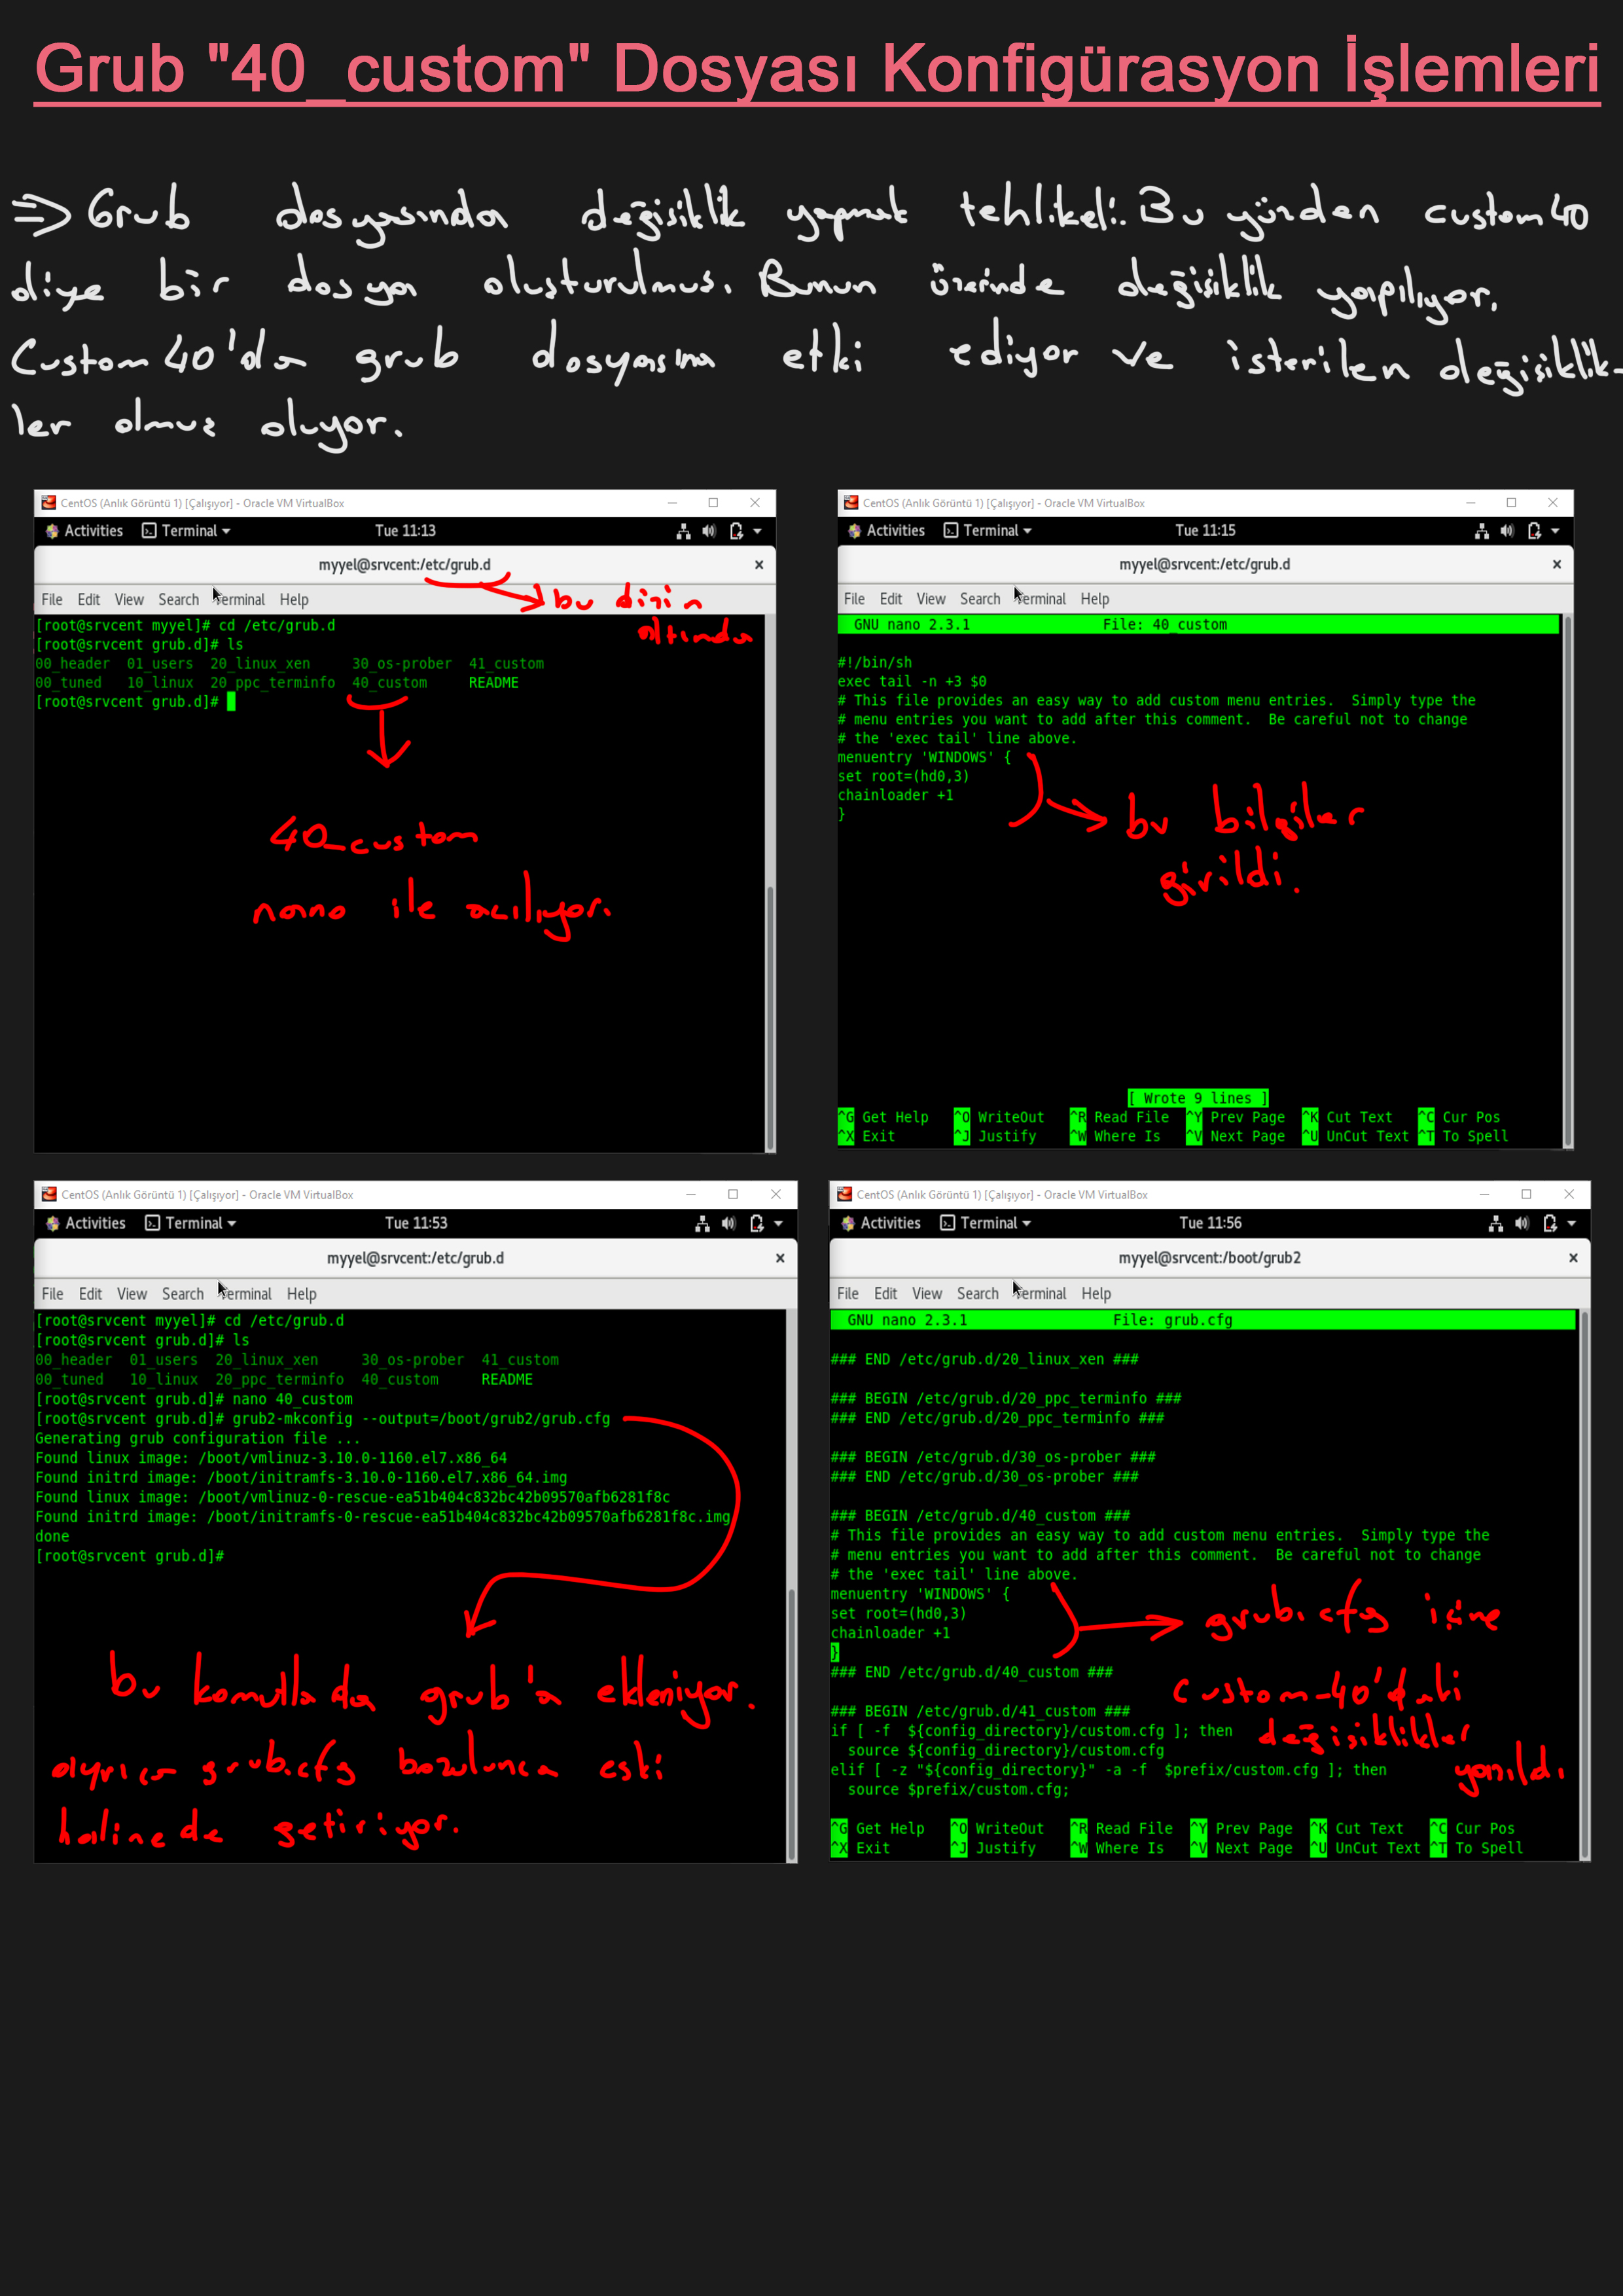 Grub "40_custom" Dosyası Konfigürasyon İşlemleri
=> Grub dosyasında değişiklik yapmak tehlikeli. Bu yüzden custom40
diye bir dosya oluşturulmuş. Bunun üzerinde değişiklik yapılıyor.
Custom40'da grub dosyasına etki ediyor ve isterilen değişiklik-
ler olmuş oluyor.
CentOS (Anlık Görüntü 1) [Çalışıyor] - Oracle VM VirtualBox
Activities Terminal Tue 11:13
myyel@srvcent:/etc/grub.d
File Edit View Search Terminal Help
bu dizin
altında
[root@srvcent myyel]# cd /etc/grub.d
[root@srvcent grub.d]# ls
00_header 01_users 20_linux_xen 30_os-prober 41_custom
00_tuned 10_linux 20_ppc_terminfo 40_custom README
[root@srvcent grub.d]#
40_custom
nano ile acılıyor.
CentOS (Anlık Görüntü 1) [Çalışıyor] - Oracle VM VirtualBox
Activities Terminal Tue 11:15
myyel@srvcent:/etc/grub.d
File Edit View Search Terminal Help
GNU nano 2.3.1 File: 40_custom
#!/bin/sh
exec tail -n +3 $0
# This file provides an easy way to add custom menu entries.  Simply type the
# menu entries you want to add after this comment.  Be careful not to change
# the 'exec tail' line above.
menuentry 'WINDOWS' {
set root=(hd0,3)
chainloader +1
}
bu bilgiler
girildi.
[ Wrote 9 lines ]
^G Get Help ^O WriteOut ^R Read File ^Y Prev Page ^K Cut Text ^C Cur Pos
^X Exit ^J Justify ^W Where Is ^V Next Page ^U UnCut Text ^T To Spell
CentOS (Anlık Görüntü 1) [Çalışıyor] - Oracle VM VirtualBox
Activities Terminal Tue 11:53
myyel@srvcent:/etc/grub.d
File Edit View Search Terminal Help
[root@srvcent myyel]# cd /etc/grub.d
[root@srvcent grub.d]# ls
00_header 01_users 20_linux_xen 30_os-prober 41_custom
00_tuned 10_linux 20_ppc_terminfo 40_custom README
[root@srvcent grub.d]# nano 40_custom
[root@srvcent grub.d]# grub2-mkconfig --output=/boot/grub2/grub.cfg
Generating grub configuration file ...
Found linux image: /boot/vmlinuz-3.10.0-1160.el7.x86_64
Found initrd image: /boot/initramfs-3.10.0-1160.el7.x86_64.img
Found linux image: /boot/vmlinuz-0-rescue-ea51b404c832bc42b09570afb6281f8c
Found initrd image: /boot/initramfs-0-rescue-ea51b404c832bc42b09570afb6281f8c.img
done
[root@srvcent grub.d]#
bu komutla da grub'a ekleniyor.
ayrıca grub.cfg bozulunca eski
haline de getiriyor.
CentOS (Anlık Görüntü 1) [Çalışıyor] - Oracle VM VirtualBox
Activities Terminal Tue 11:56
myyel@srvcent:/boot/grub2
File Edit View Search Terminal Help
GNU nano 2.3.1 File: grub.cfg
### END /etc/grub.d/20_linux_xen ###
### BEGIN /etc/grub.d/20_ppc_terminfo ###
### END /etc/grub.d/20_ppc_terminfo ###
### BEGIN /etc/grub.d/30_os-prober ###
### END /etc/grub.d/30_os-prober ###
### BEGIN /etc/grub.d/40_custom ###
# This file provides an easy way to add custom menu entries.  Simply type the
# menu entries you want to add after this comment.  Be careful not to change
# the 'exec tail' line above.
menuentry 'WINDOWS' {
set root=(hd0,3)
chainloader +1
}
### END /etc/grub.d/40_custom ###
### BEGIN /etc/grub.d/41_custom ###
if [ -f  ${config_directory}/custom.cfg ]; then
source ${config_directory}/custom.cfg
elif [ -z "${config_directory}" -a -f  $prefix/custom.cfg ]; then
source $prefix/custom.cfg;
grub.cfg içine
custom-40'daki
değişiklikler
yazıldı
^G Get Help ^O WriteOut ^R Read File ^Y Prev Page ^K Cut Text ^C Cur Pos
^X Exit ^J Justify ^W Where Is ^V Next Page ^U UnCut Text ^T To Spell